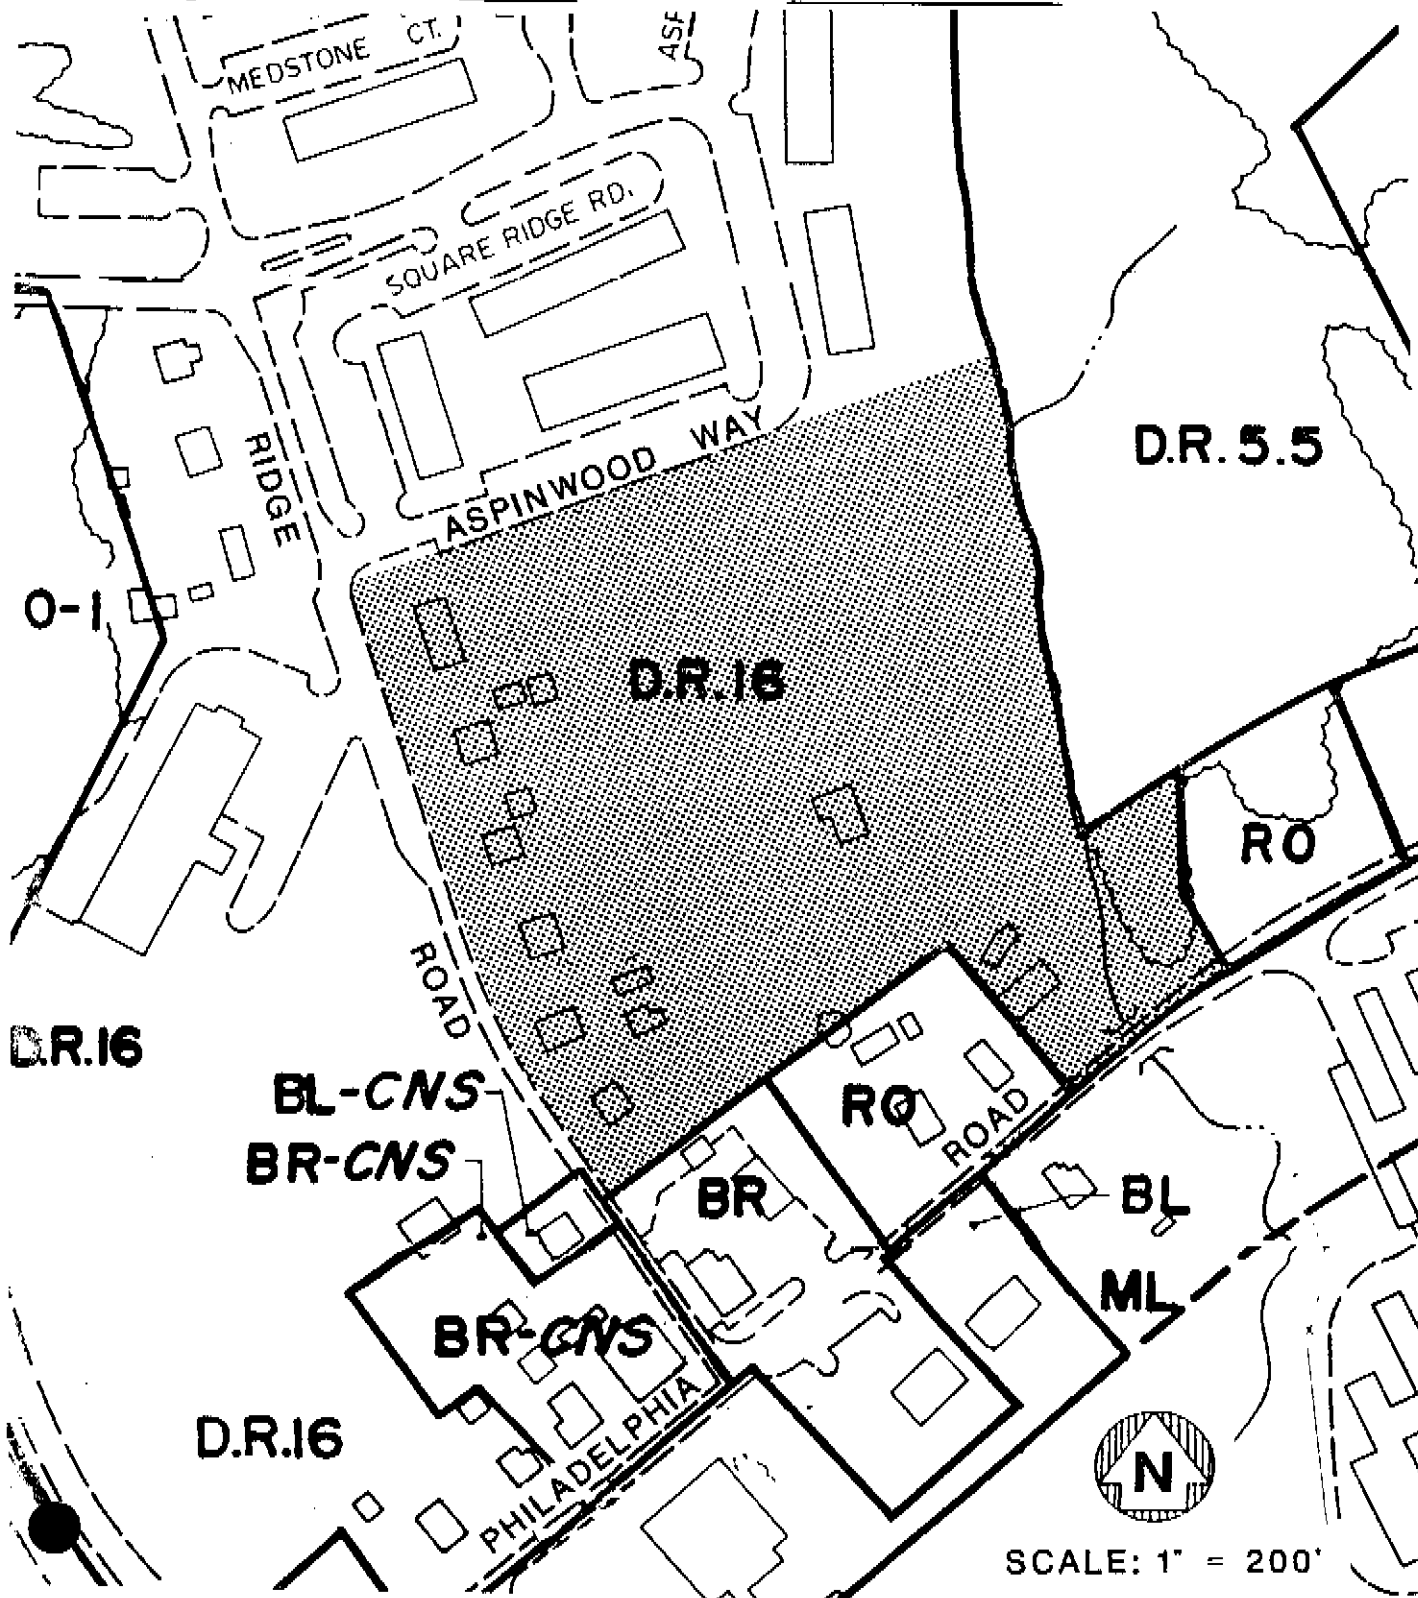 MEDSTONE CT.
ASP
SQUARE RIDGE RD.
ASPINWOOD WAY
RIDGE
D.R. 5.5
O-1
D.R.16
RO
ROAD
D.R.16
BL-CNS
RO
ROAD
BR-CNS
BR
BL
ML
BR-CNS
D.R.16
PHILADELPHIA
N
SCALE: 1" = 200'